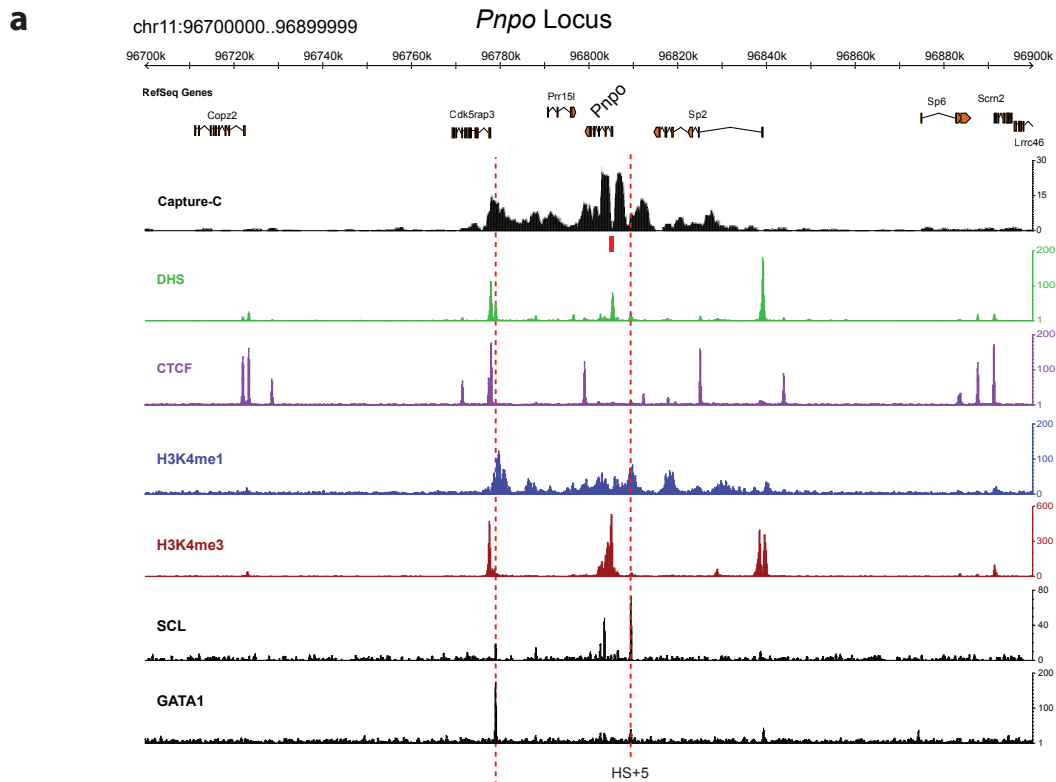 a
chr11:96700000..96899999
Pnpo Locus
96700k 96720k 96740k 96760k 96780k 96800k 96820k 96840k 96860k 96880k 96900k
RefSeq Genes
Copz2 Cdk5rap3 Prr15l Pnpo Sp2 Sp6 Scrn2 Lrrc46
Capture-C
30
15
0
DHS
200
100
1
CTCF
200
100
1
H3K4me1
200
100
0
H3K4me3
600
300
0
SCL
80
40
0
GATA1
200
100
1
HS+5